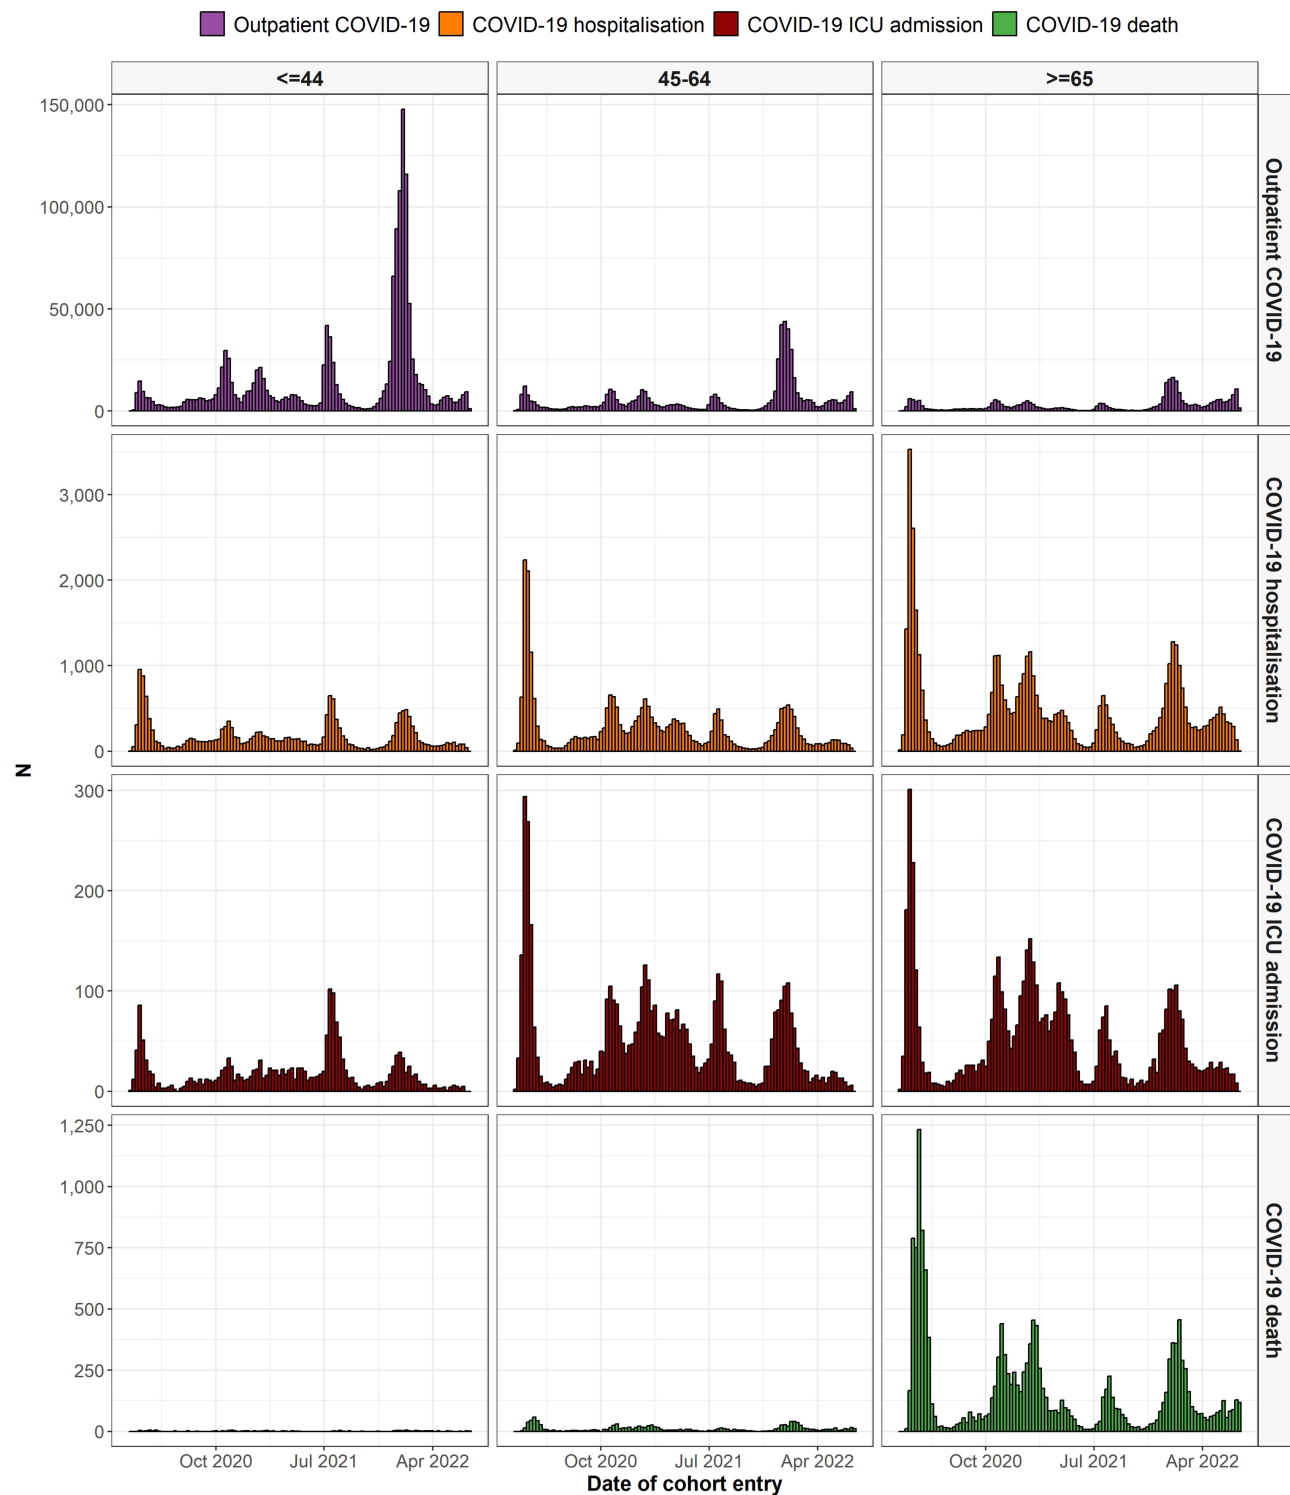 Outpatient COVID-19 COVID-19 hospitalisation COVID-19 ICU admission COVID-19 death
<=44 45-64 >=65
150,000
100,000
50,000
0
Outpatient COVID-19
3,000
2,000
1,000
0
COVID-19 hospitalisation
N
300
200
100
0
COVID-19 ICU admission
1,250
1,000
750
500
250
0
COVID-19 death
Oct 2020 Jul 2021 Apr 2022 Oct 2020 Jul 2021 Apr 2022 Oct 2020 Jul 2021 Apr 2022
Date of cohort entry